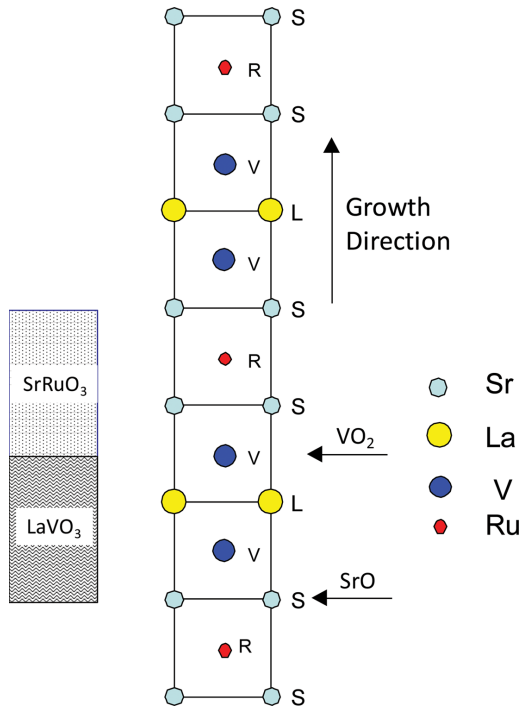 S
R
S
V
L
V
S
R
S
V
L
V
S
R
S
Growth
Direction
SrRuO₃
LaVO₃
VO₂
SrO
Sr
La
V
Ru